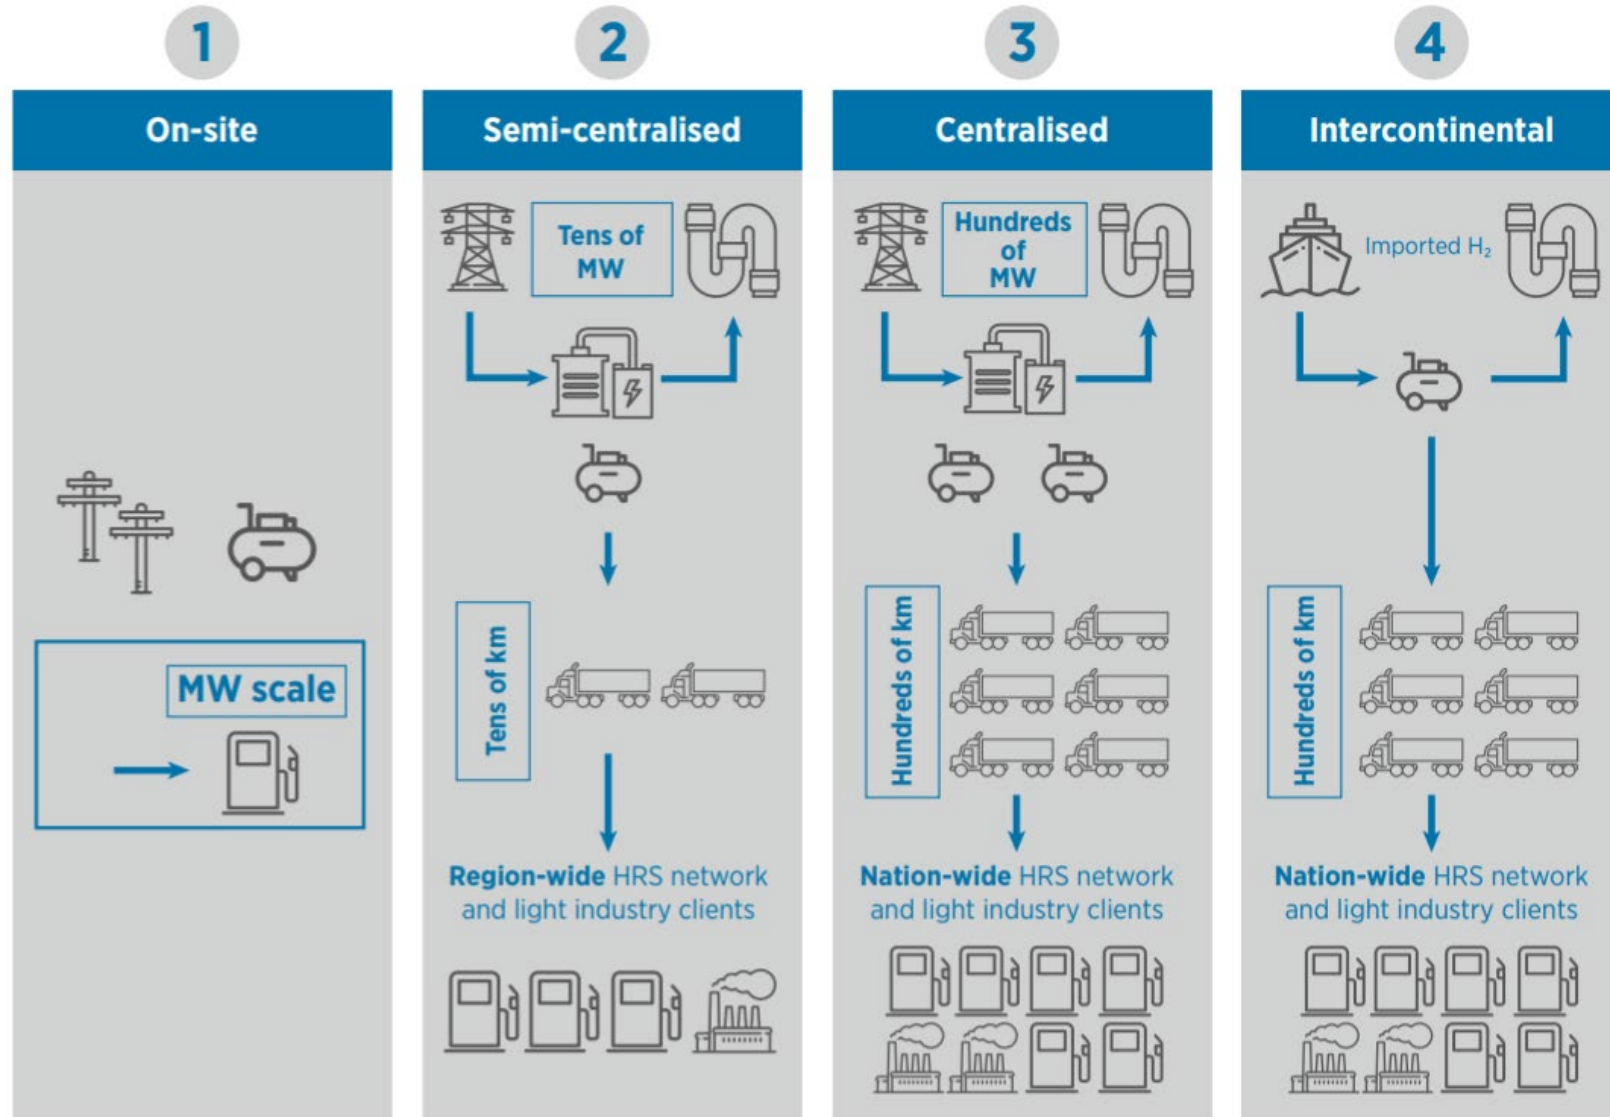 1
On-site
MW scale
2
Semi-centralised
Tens of
MW
Tens of km
Region-wide HRS network
and light industry clients
3
Centralised
Hundreds
of
MW
Hundreds of km
Nation-wide HRS network
and light industry clients
4
Intercontinental
Imported H₂
Hundreds of km
Nation-wide HRS network
and light industry clients